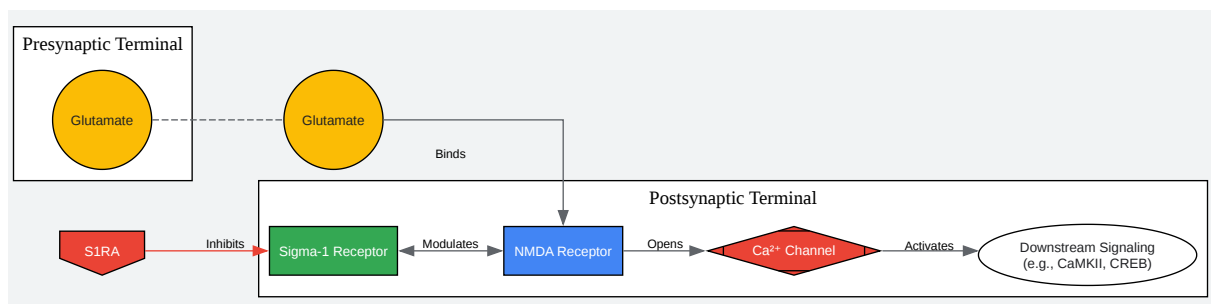 Presynaptic Terminal
Glutamate
Glutamate
Binds
Postsynaptic Terminal
S1RA
Inhibits
Sigma-1 Receptor
Modulates
NMDA Receptor
Opens
Ca²⁺ Channel
Activates
Downstream Signaling
(e.g., CaMKII, CREB)